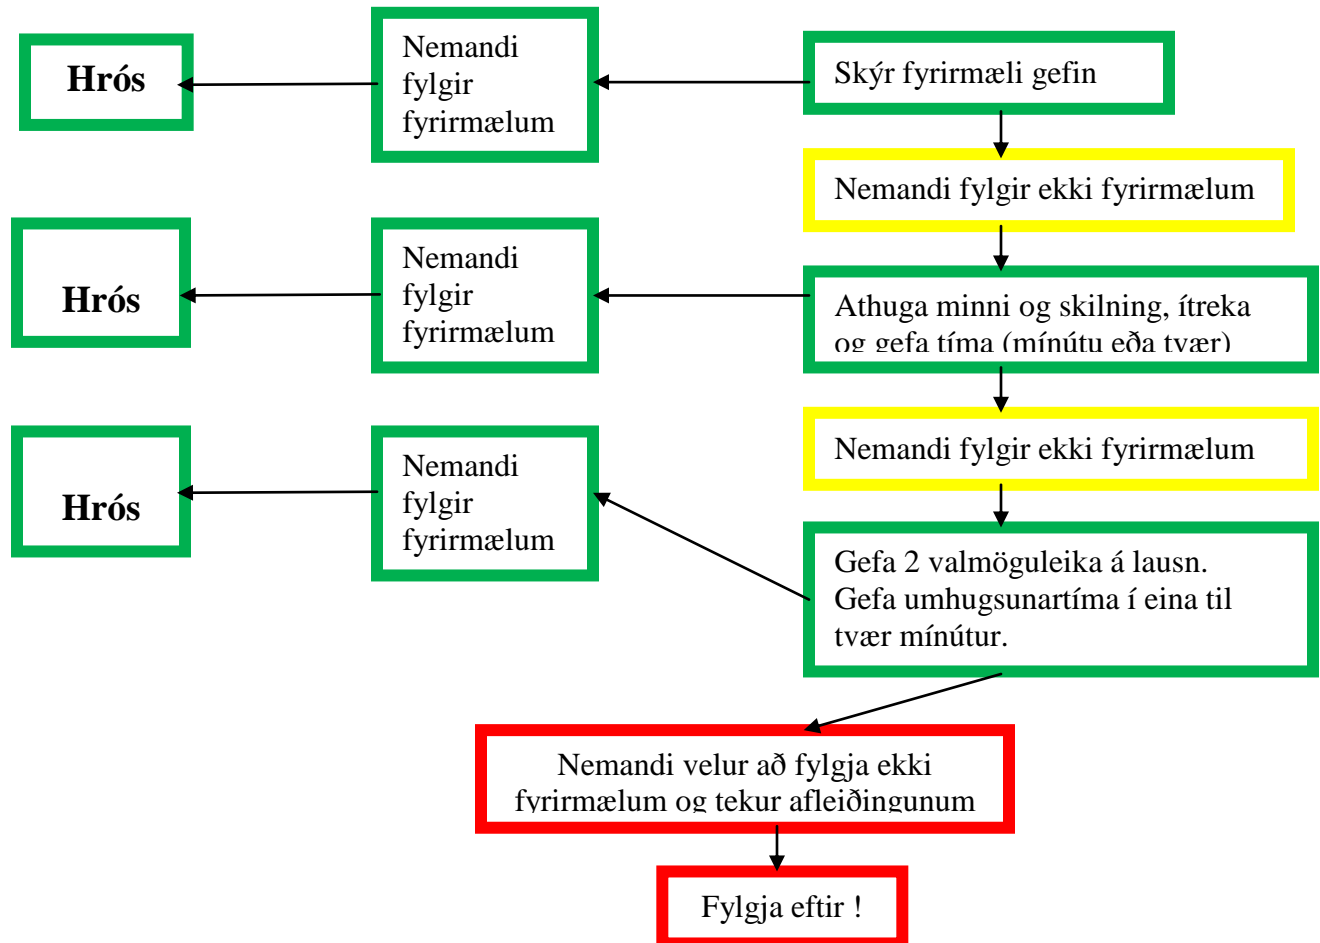 Skýr fyrirmæli gefin
Nemandi
fylgir
fyrirmælum
Hrós
Nemandi fylgir ekki fyrirmælum
Athuga minni og skilning, ítreka
og gefa tíma (mínútu eða tvær)
Nemandi
fylgir
fyrirmælum
Hrós
Nemandi fylgir ekki fyrirmælum
Gefa 2 valmöguleika á lausn.
Gefa umhugsunartíma í eina til
tvær mínútur.
Nemandi
fylgir
fyrirmælum
Hrós
Nemandi velur að fylgja ekki
fyrirmælum og tekur afleiðingunum
Fylgja eftir !